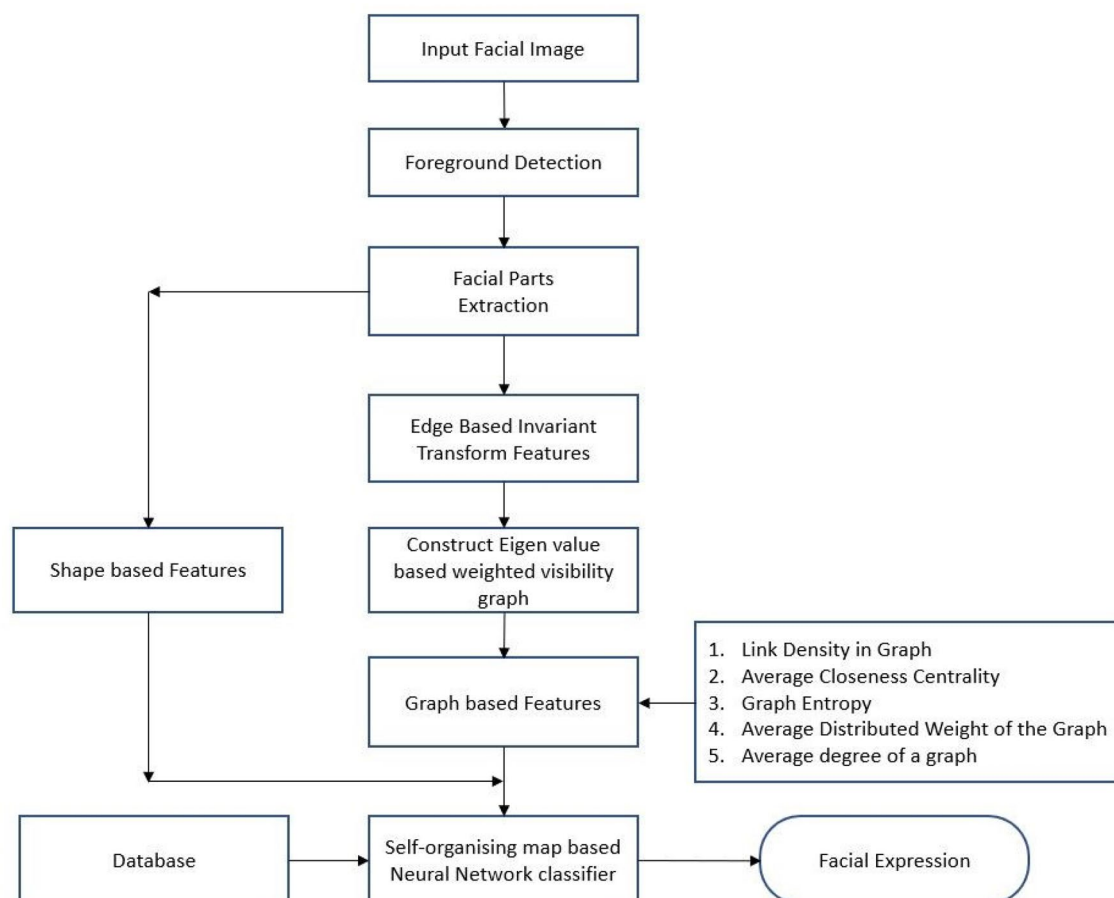 Input Facial Image
Foreground Detection
Facial Parts
Extraction
Edge Based Invariant
Transform Features
Shape based Features
Construct Eigen value
based weighted visibility
graph
Graph based Features
1. Link Density in Graph
2. Average Closeness Centrality
3. Graph Entropy
4. Average Distributed Weight of the Graph
5. Average degree of a graph
Database
Self-organising map based
Neural Network classifier
Facial Expression